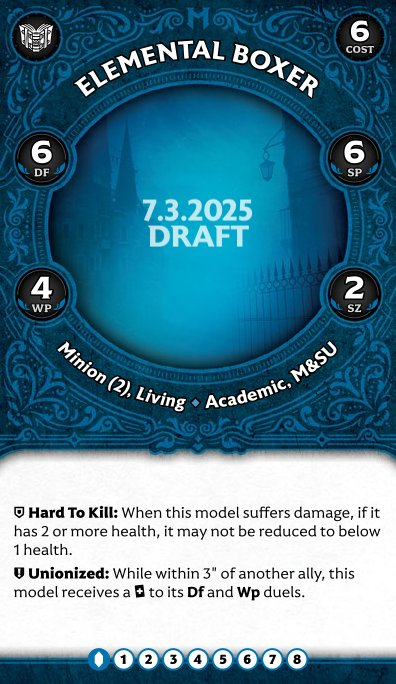 6
COST
ELEMENTAL BOXER
6
DF
6
SP
7.3.2025
DRAFT
4
WP
2
SZ
Minion (2), Living ⬥ Academic, M&SU
Hard To Kill: When this model suffers damage, if it
has 2 or more health, it may not be reduced to below
1 health.
Unionized: While within 3" of another ally, this
model receives a to its Df and Wp duels.
1 2 3 4 5 6 7 8